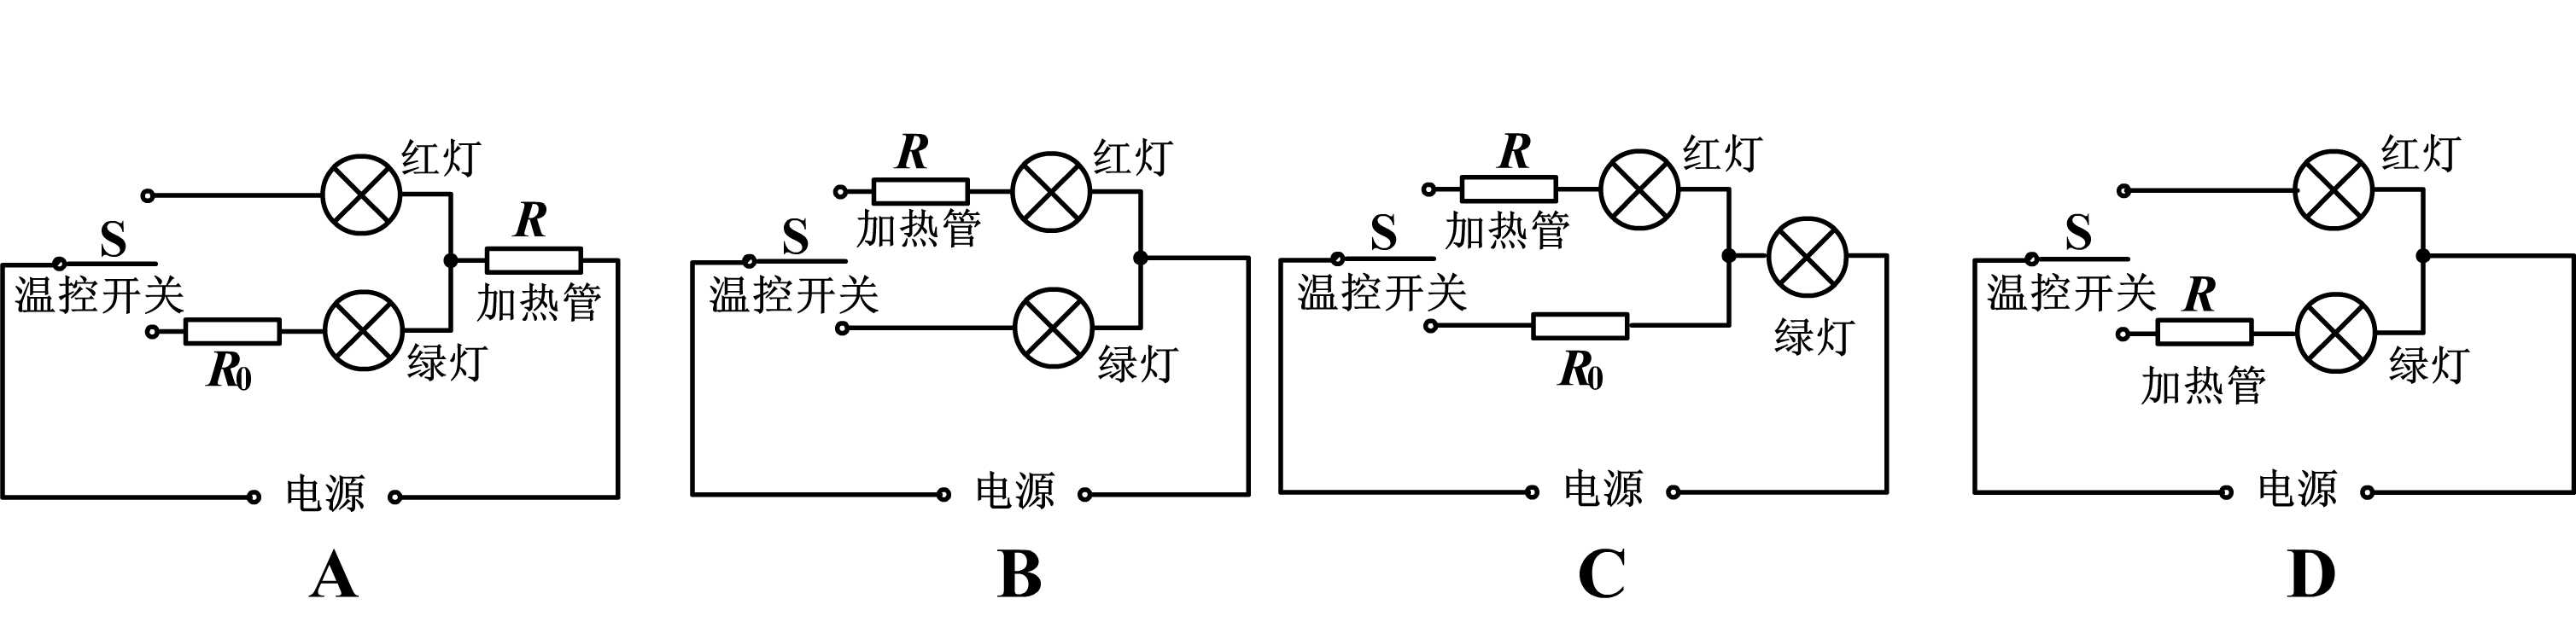 红灯
S
R
温控开关
加热管
R0
绿灯
电源
A
R
红灯
加热管
S
温控开关
绿灯
电源
B
R
红灯
加热管
S
温控开关
绿灯
R0
电源
C
红灯
S
温控开关
R
加热管
绿灯
电源
D